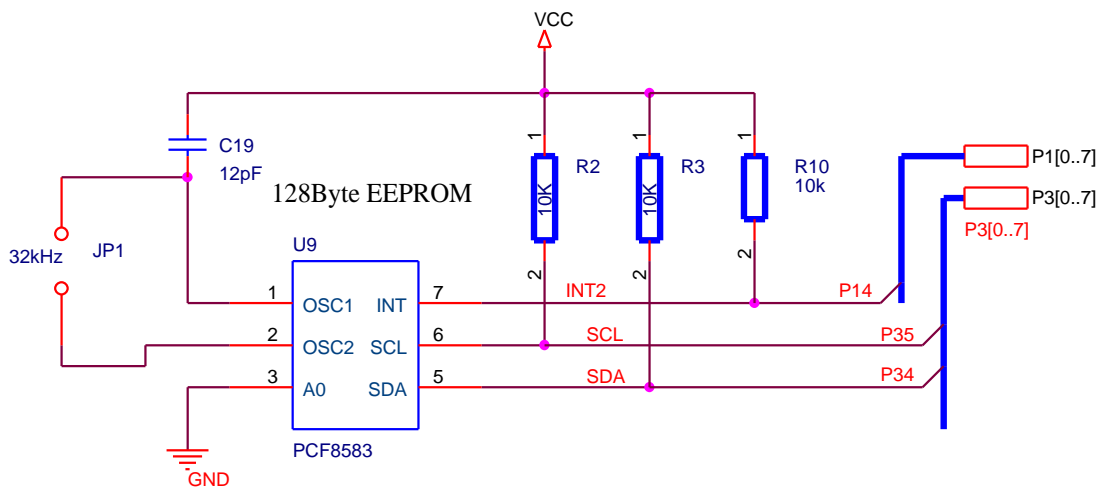 VCC
C19
12pF
1
R2
10K
2
1
R3
10K
2
1
R10
10k
2
P1[0..7]
P3[0..7]
P3[0..7]
128Byte EEPROM
32kHz
JP1
U9
1
OSC1
INT
7
INT2
P14
2
OSC2
SCL
6
SCL
P35
3
A0
SDA
5
SDA
P34
PCF8583
GND